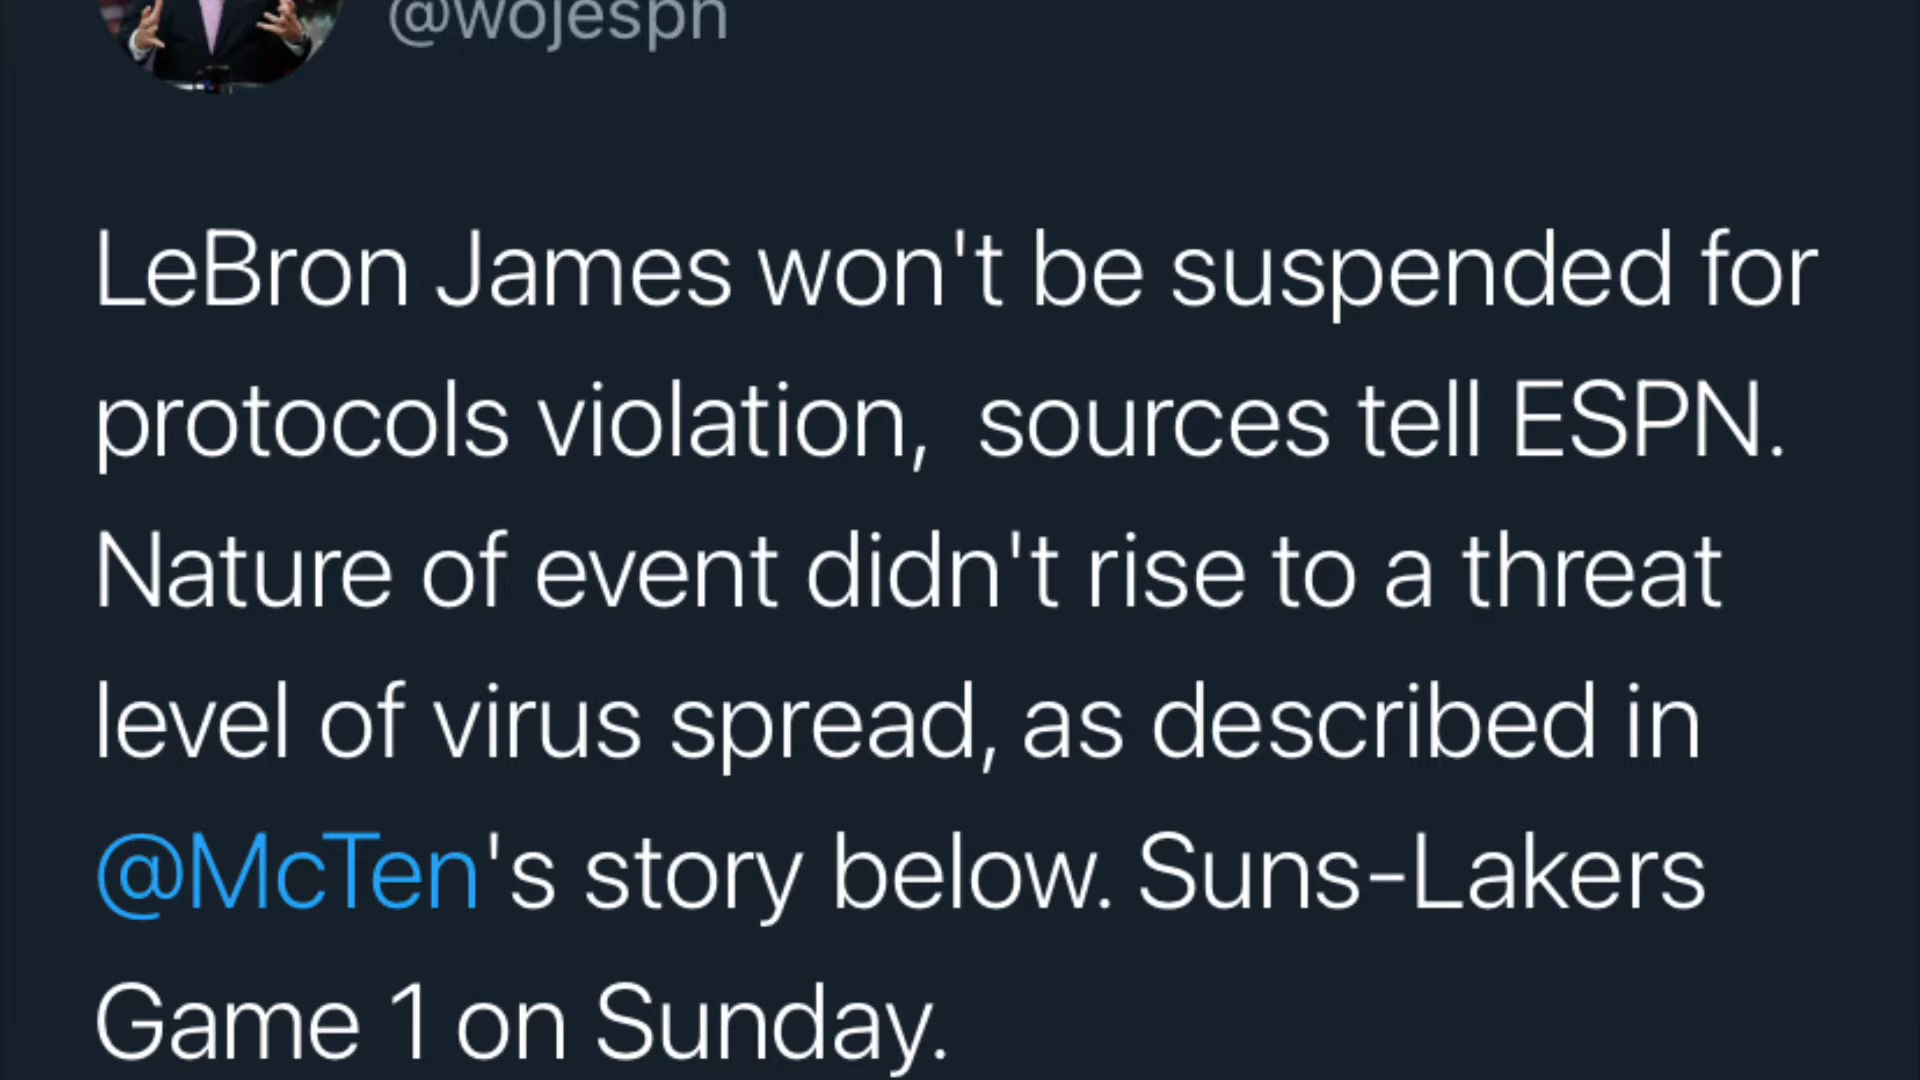 @wojespn
LeBron James won't be suspended for
protocols violation,  sources tell ESPN.
Nature of event didn't rise to a threat
level of virus spread, as described in
@McTen's story below. Suns-Lakers
Game 1 on Sunday.